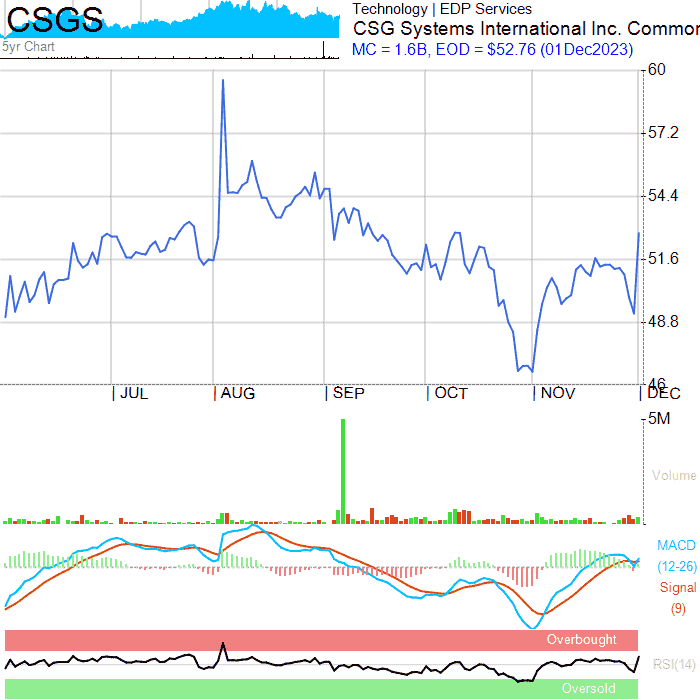 CSGS
5yr Chart
Technology | EDP Services
CSG Systems International Inc. Common
MC = 1.6B, EOD = $52.76 (01Dec2023)
60
57.2
54.4
51.6
48.8
46
JUL
AUG
SEP
OCT
NOV
DEC
5M
Volume
MACD
(12-26)
Signal
(9)
Overbought
RSI(14)
Oversold